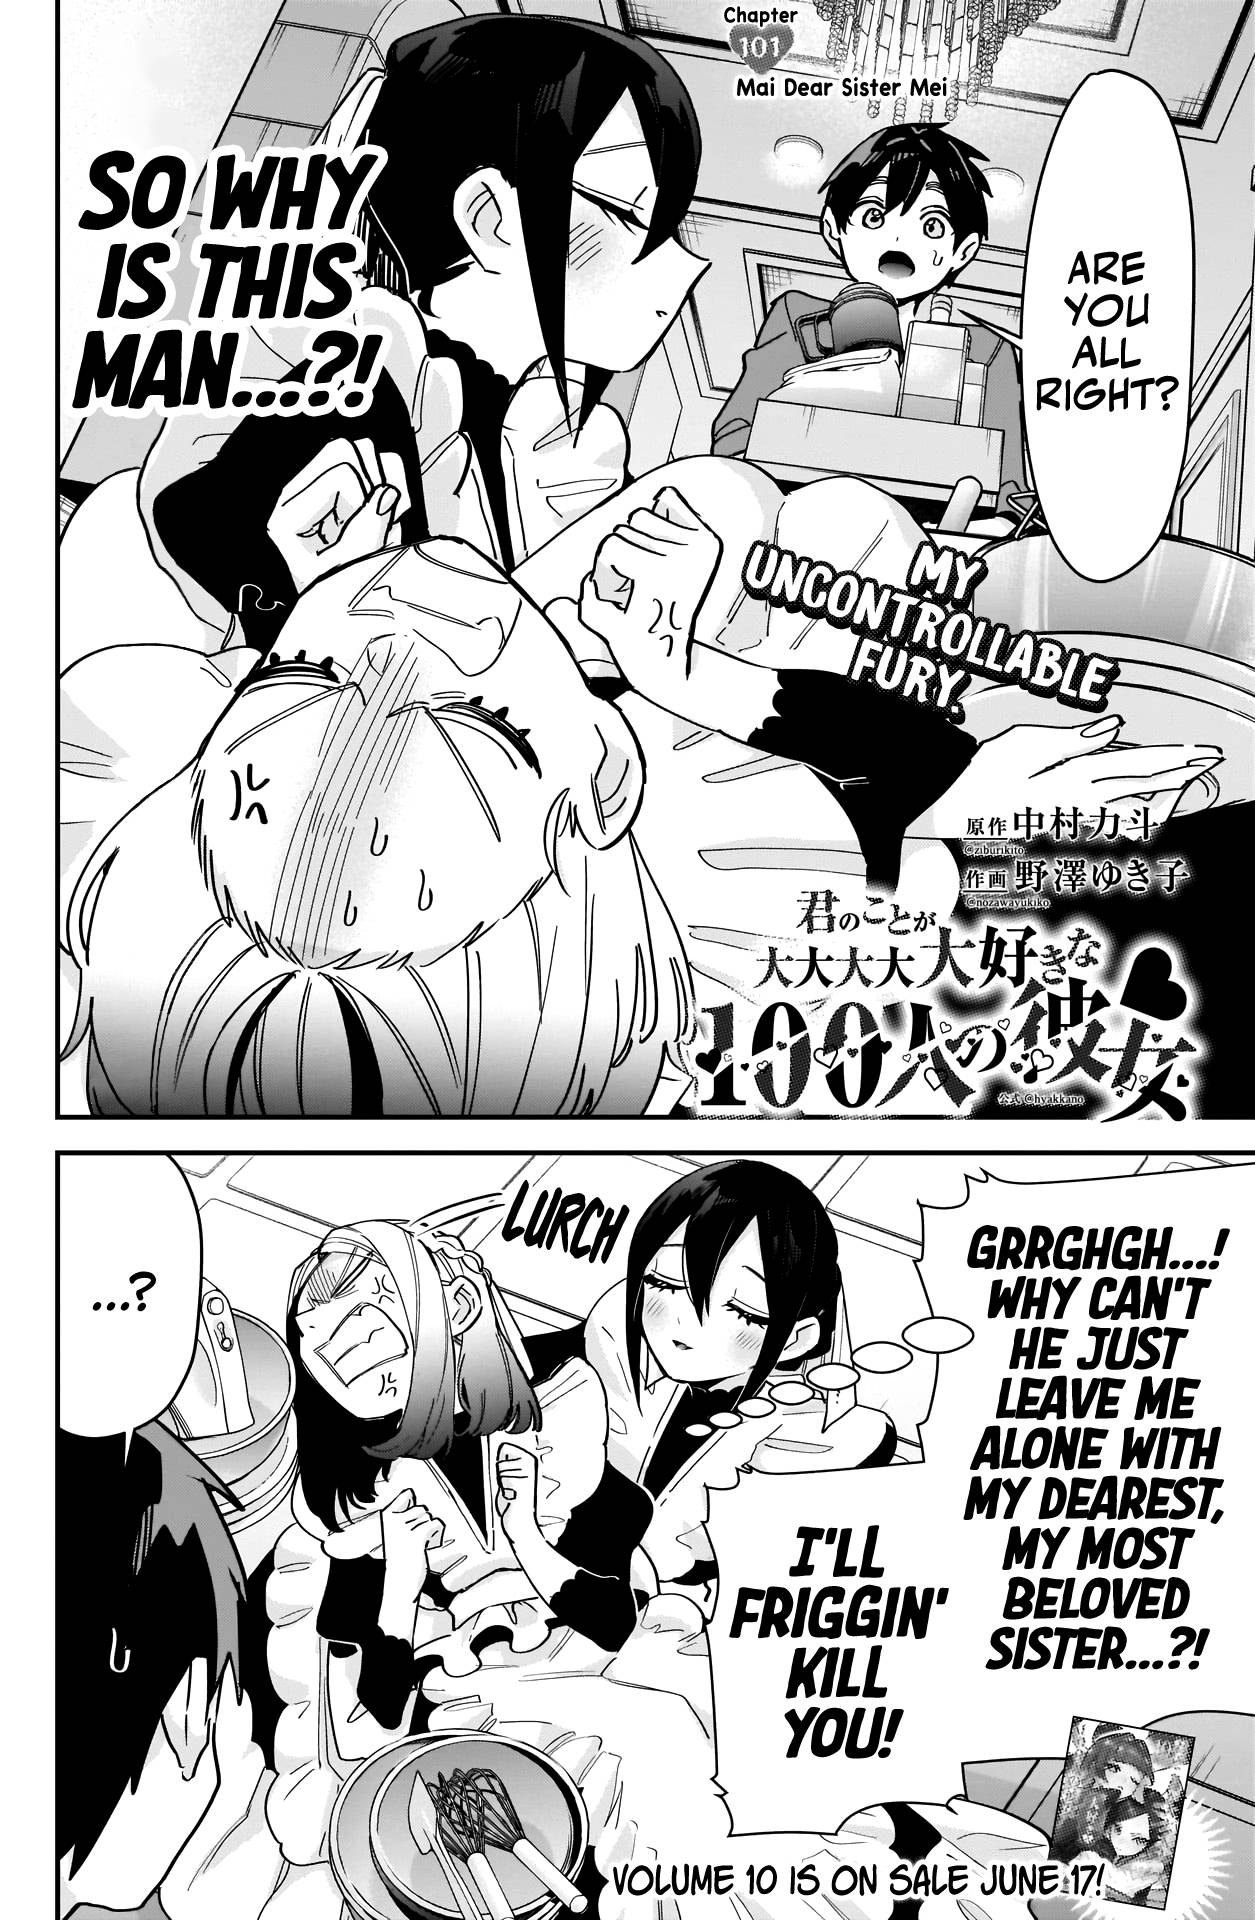 Chapter
101
Mai Dear Sister Mei
ARE
YOU
ALL
RIGHT?
SO WHY
IS THIS
MAN...?!
MY
UNCONTROLLABLE
FURY.
原作 中村力斗
@ziburikito
作画 野澤ゆき子
@nozawayukiko
君のことが
大大大大大好きな
100人の彼女
公式 @hyakkano
GRRGHGH...!
WHY CAN'T
HE JUST
LEAVE ME
ALONE WITH
MY DEAREST,
MY MOST
BELOVED
SISTER...?!
LURCH
...?
I'LL
FRIGGIN'
KILL
YOU!
VOLUME 10 IS ON SALE JUNE 17!